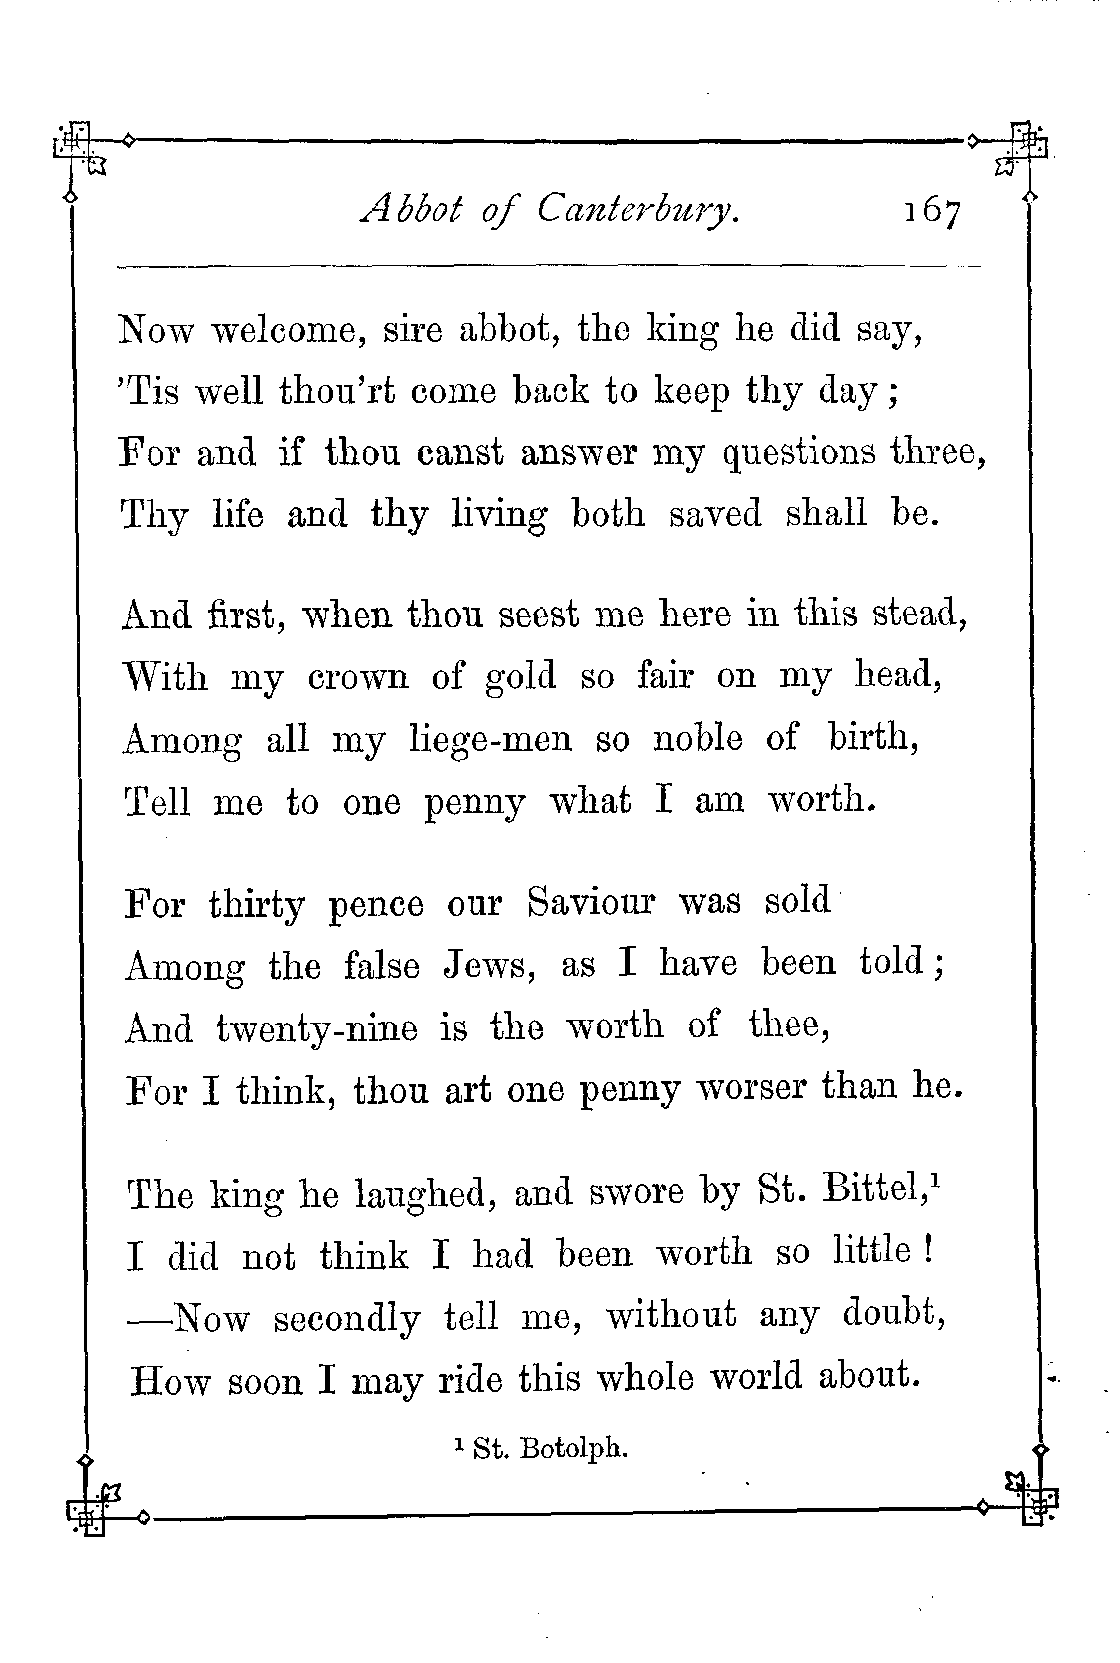 Abbot of Canterbury. 167
Now welcome, sire abbot, the king he did say,
’Tis well thou’rt come back to keep thy day;
For and if thou canst answer my questions three,
Thy life and thy living both saved shall be.
And first, when thou seest me here in this stead,
With my crown of gold so fair on my head,
Among all my liege-men so noble of birth,
Tell me to one penny what I am worth.
For thirty pence our Saviour was sold
Among the false Jews, as I have been told;
And twenty-nine is the worth of thee,
For I think, thou art one penny worser than he.
The king he laughed, and swore by St. Bittel,¹
I did not think I had been worth so little!
—Now secondly tell me, without any doubt,
How soon I may ride this whole world about.
¹ St. Botolph.